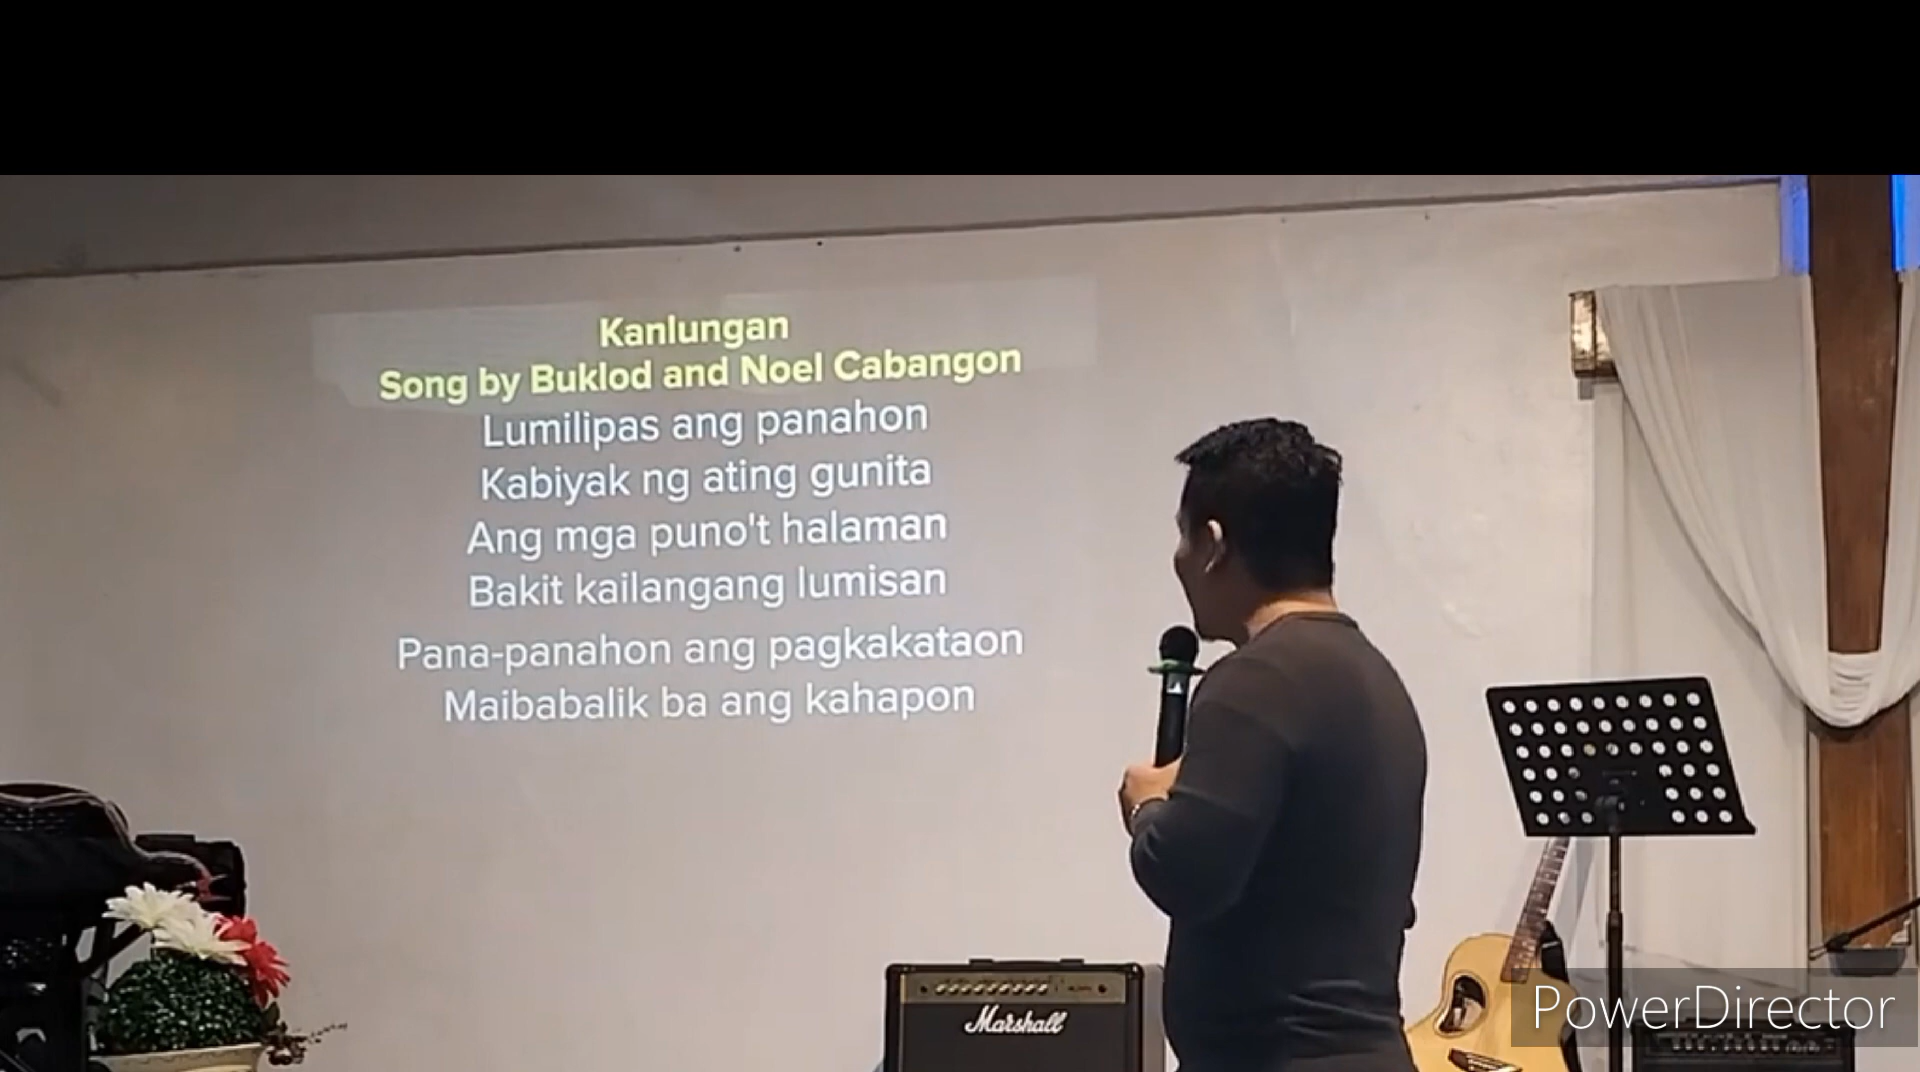 Kanlungan
Song by Buklod and Noel Cabangon
Lumilipas ang panahon
Kabiyak ng ating gunita
Ang mga puno't halaman
Bakit kailangang lumisan
Pana-panahon ang pagkakataon
Maibabalik ba ang kahapon
Marshall
PowerDirector